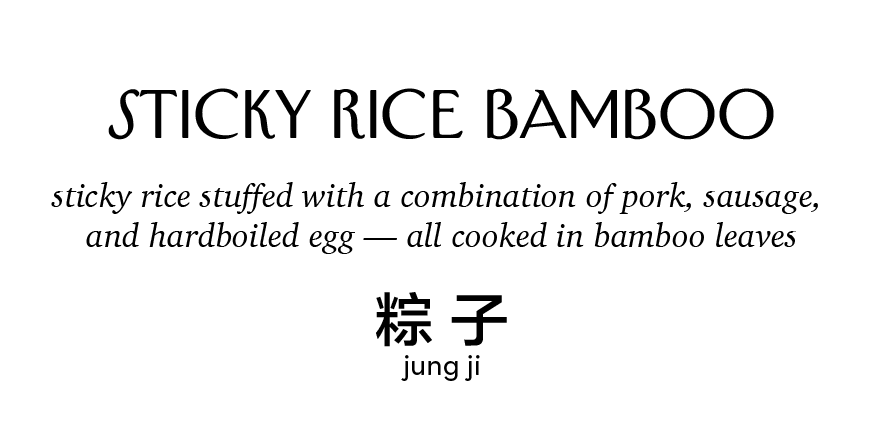 STICKY RICE BAMBOO
sticky rice stuffed with a combination of pork, sausage,
and hardboiled egg — all cooked in bamboo leaves
粽子
jung ji